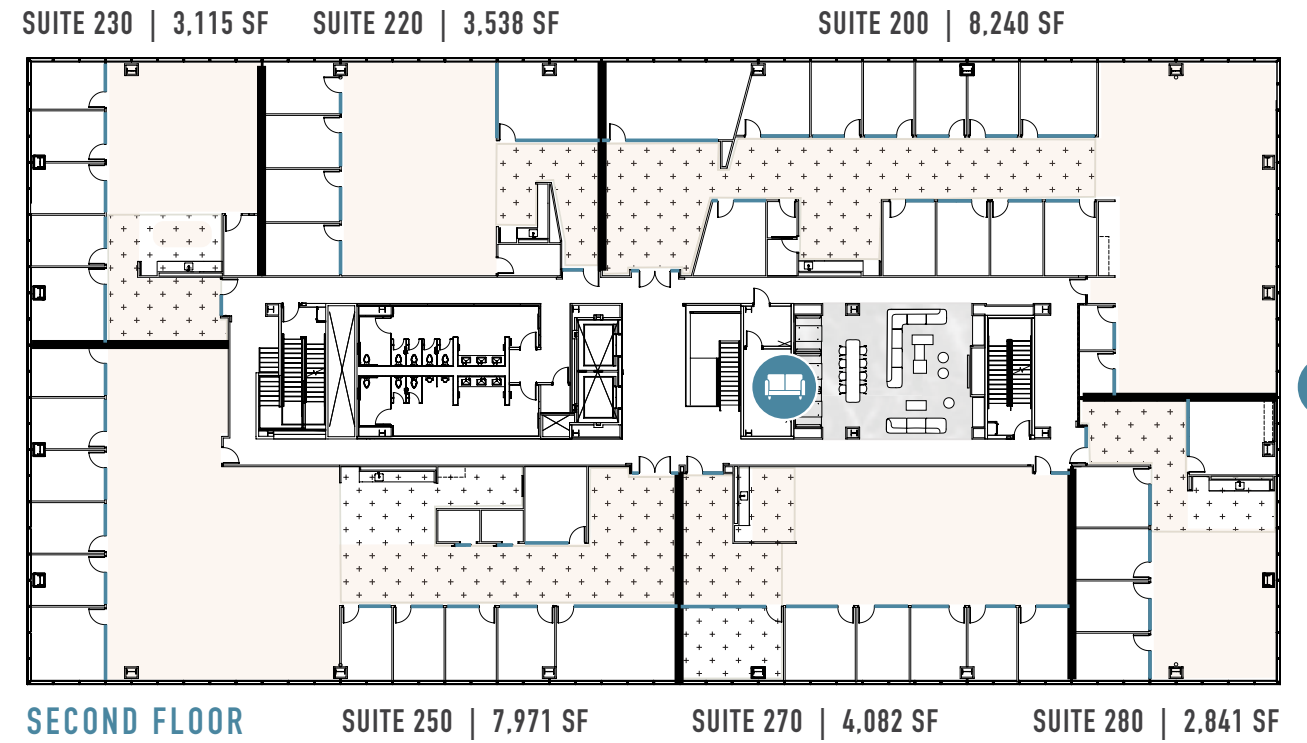 SUITE 230 | 3,115 SF
SUITE 220 | 3,538 SF
SUITE 200 | 8,240 SF
SECOND FLOOR
SUITE 250 | 7,971 SF
SUITE 270 | 4,082 SF
SUITE 280 | 2,841 SF